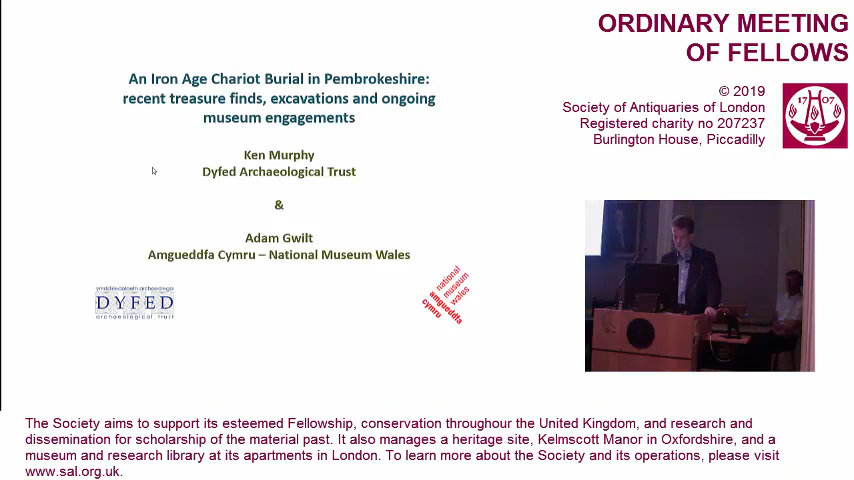 ORDINARY MEETING
OF FELLOWS
© 2019
Society of Antiquaries of London
Registered charity no 207237
Burlington House, Piccadilly
17 07
An Iron Age Chariot Burial in Pembrokeshire:
recent treasure finds, excavations and ongoing
museum engagements
Ken Murphy
Dyfed Archaeological Trust
&
Adam Gwilt
Amgueddfa Cymru – National Museum Wales
ymddiriedolaeth archaeolegol
DYFED
archaeological trust
national
museum
wales
amgueddfa
cymru
The Society aims to support its esteemed Fellowship, conservation throughour the United Kingdom, and research and
dissemination for scholarship of the material past. It also manages a heritage site, Kelmscott Manor in Oxfordshire, and a
museum and research library at its apartments in London. To learn more about the Society and its operations, please visit
www.sal.org.uk.